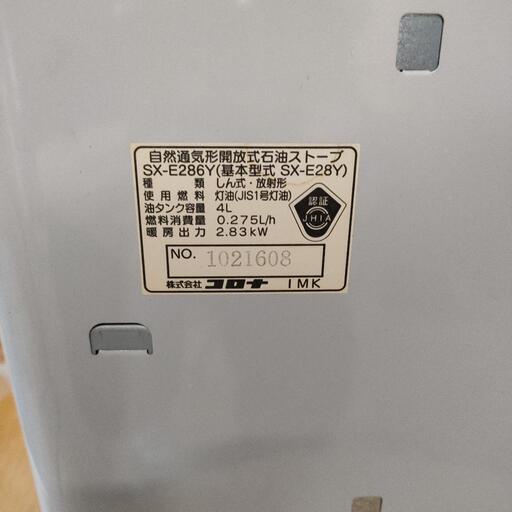 自然通気形開放式石油ストーブ
SX-E286Y(基本型式 SX-E28Y)
種類 しん式・放射形
使用燃料 灯油(JIS1号灯油)
油タンク容量 4L
燃料消費量 0.275L/h
暖房出力 2.83kW
認証
JHIA
NO. 1021608
株式会社 コロナ IMK